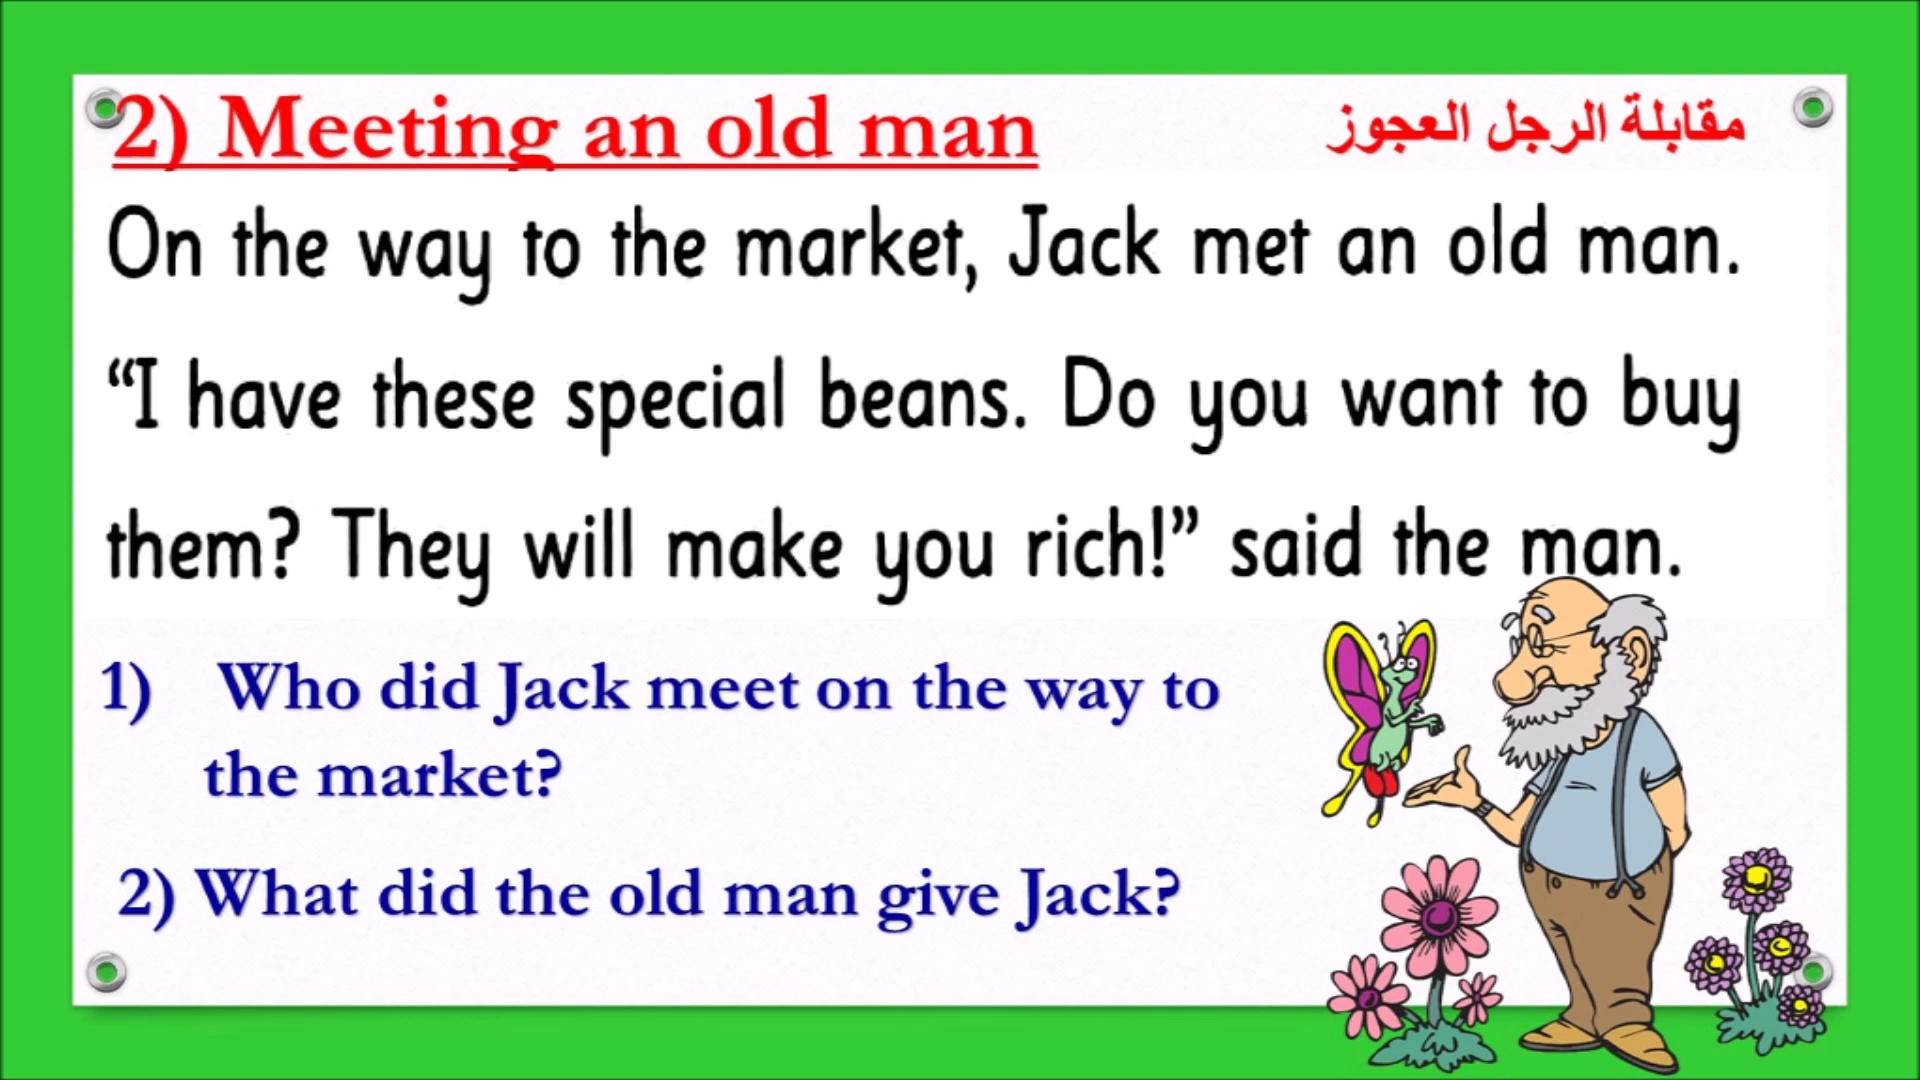 2) Meeting an old man
مقابلة الرجل العجوز
On the way to the market, Jack met an old man.
“I have these special beans. Do you want to buy
them? They will make you rich!” said the man.
1) Who did Jack meet on the way to
the market?
2) What did the old man give Jack?